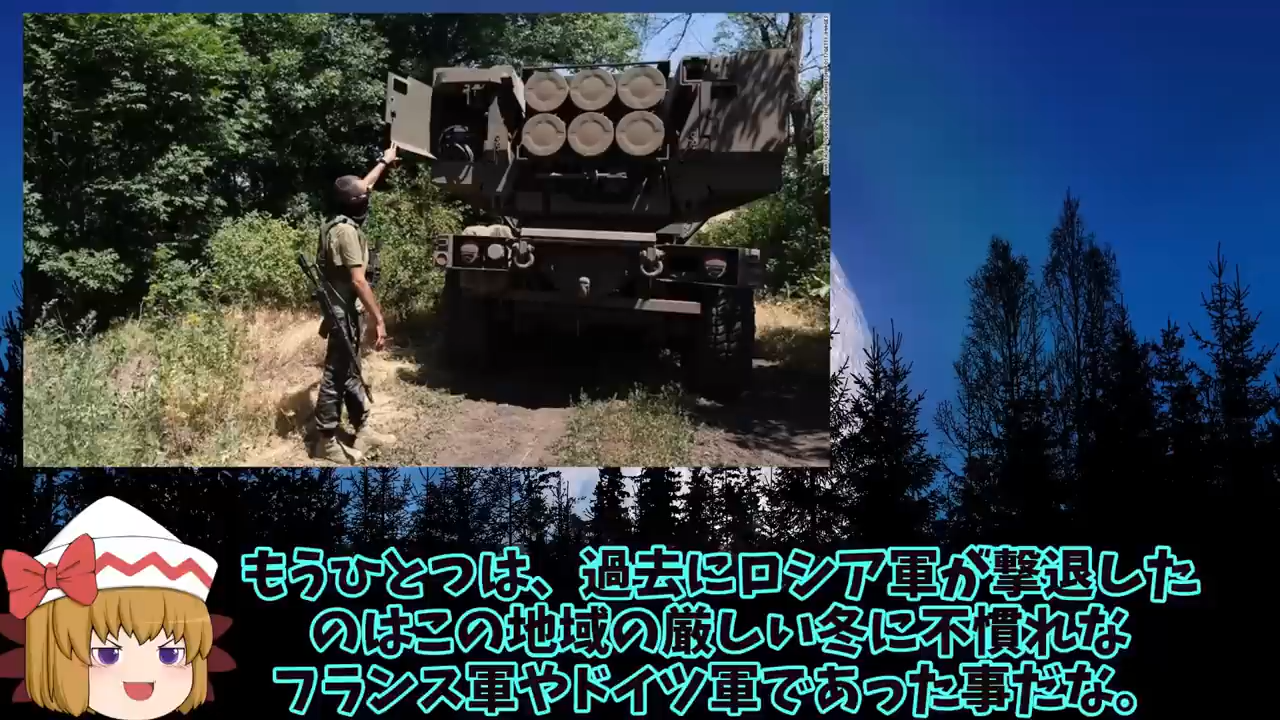 もうひとつは、過去にロシア軍が撃退した
のはこの地域の厳しい冬に不慣れな
フランス軍やドイツ軍であった事だな。